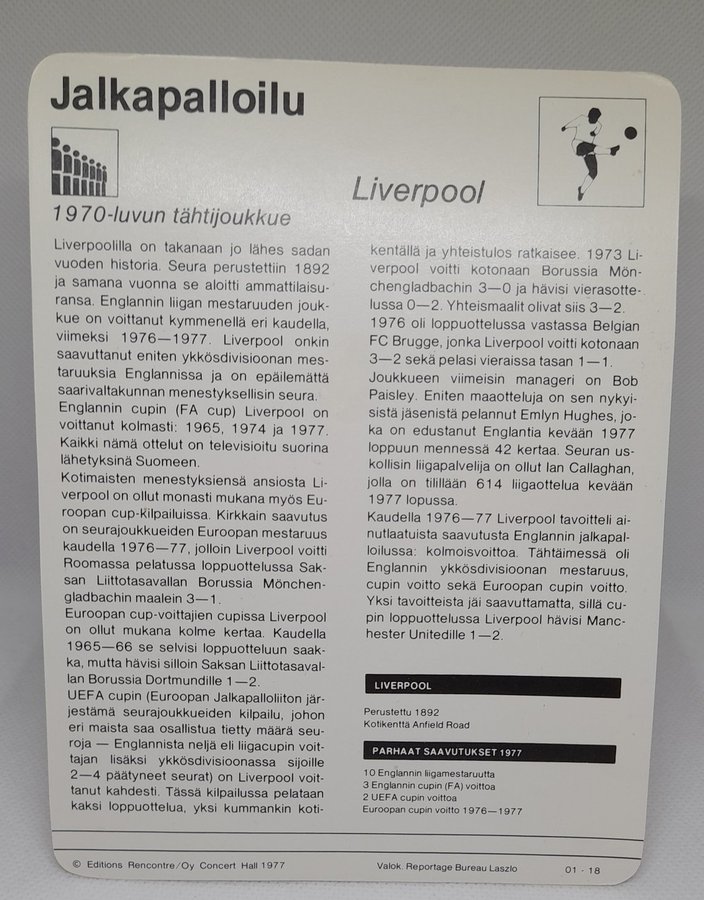 Jalkapalloilu
1970-luvun tähtijoukkue
Liverpool
Liverpoolilla on takanaan jo lähes sadan
vuoden historia. Seura perustettiin 1892
ja samana vuonna se aloitti ammattilaisu-
ransa. Englannin liigan mestaruuden jouk-
kue on voittanut kymmenellä eri kaudella,
viimeksi 1976—1977. Liverpool onkin
saavuttanut eniten ykkösdivisioonan mes-
taruuksia Englannissa ja on epäilemättä
saarivaltakunnan menestyksellisin seura.
Englannin cupin (FA cup) Liverpool on
voittanut kolmasti: 1965, 1974 ja 1977.
Kaikki nämä ottelut on televisioitu suorina
lähetyksinä Suomeen.
Kotimaisten menestyksiensä ansiosta Li-
verpool on ollut monasti mukana myös Eu-
roopan cup-kilpailuissa. Kirkkain saavutus
on seurajoukkueiden Euroopan mestaruus
kaudella 1976—77, jolloin Liverpool voitti
Roomassa pelatussa loppuottelussa Sak-
san Liittotasavallan Borussia Mönchen-
gladbachin maalein 3—1.
Euroopan cup-voittajien cupissa Liverpool
on ollut mukana kolme kertaa. Kaudella
1965—66 se selvisi loppuotteluun saak-
ka, mutta hävisi silloin Saksan Liittotasaval-
lan Borussia Dortmundille 1—2.
UEFA cupin (Euroopan Jalkapalloliiton jär-
jestämä seurajoukkueiden kilpailu, johon
eri maista saa osallistua tietty määrä seu-
roja — Englannista neljä eli liigacupin voit-
tajan lisäksi ykkösdivisioonassa sijoille
2—4 päätyneet seurat) on Liverpool voit-
tanut kahdesti. Tässä kilpailussa pelataan
kaksi loppuottelua, yksi kummankin koti-
kentällä ja yhteistulos ratkaisee. 1973 Li-
verpool voitti kotonaan Borussia Mön-
chengladbachin 3—0 ja hävisi vierasotte-
lussa 0—2. Yhteismaalit olivat siis 3—2.
1976 oli loppuottelussa vastassa Belgian
FC Brugge, jonka Liverpool voitti kotonaan
3—2 sekä pelasi vieraissa tasan 1—1.
Joukkueen viimeisin manageri on Bob
Paisley. Eniten maaotteluja on sen nykyi-
sistä jäsenistä pelannut Emlyn Hughes, jo-
ka on edustanut Englantia kevään 1977
loppuun mennessä 42 kertaa. Seuran us-
kollisin liigapalvelija on ollut Ian Callaghan,
jolla on tilillään 614 liigaottelua kevään
1977 lopussa.
Kaudella 1976—77 Liverpool tavoitteli ai-
nutlaatuista saavutusta Englannin jalkapal-
loilussa: kolmoisvoittoa. Tähtäimessä oli
Englannin ykkösdivisioonan mestaruus,
cupin voitto sekä Euroopan cupin voitto.
Yksi tavoitteista jäi saavuttamatta, sillä cu-
pin loppuottelussa Liverpool hävisi Manc-
hester Unitedille 1—2.
LIVERPOOL
Perustettu 1892
Kotikenttä Anfield Road
PARHAAT SAAVUTUKSET 1977
10 Englannin liigamestaruutta
3 Englannin cupin (FA) voittoa
2 UEFA cupin voittoa
Euroopan cupin voitto 1976—1977
© Editions Rencontre/Oy Concert Hall 1977
Valok. Reportage Bureau Laszlo
01 - 18